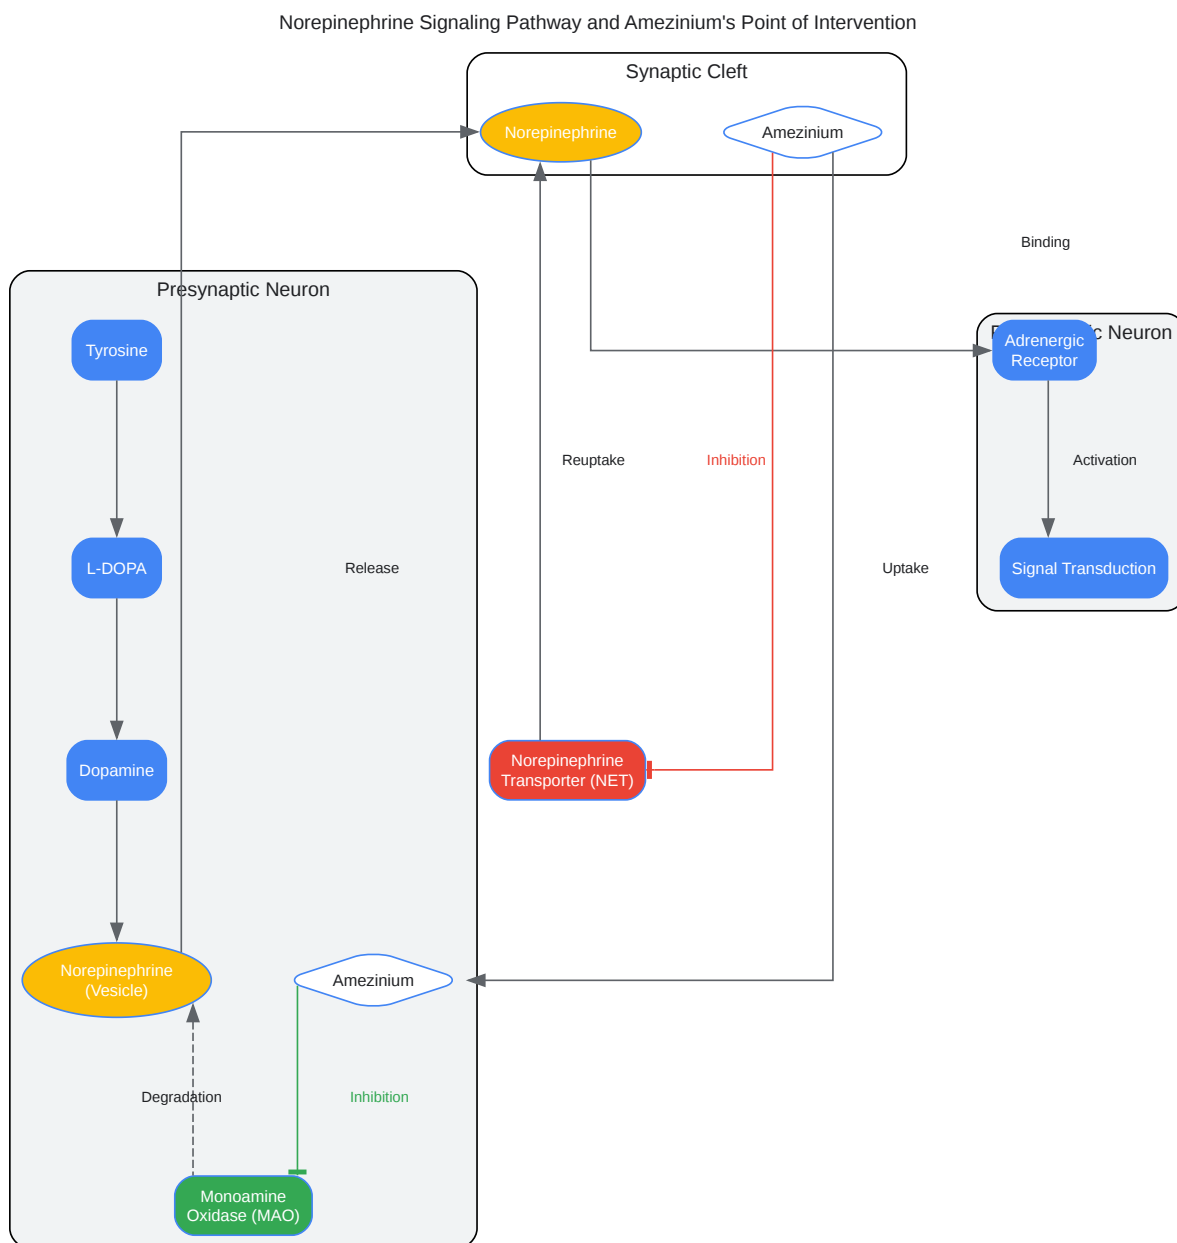 Norepinephrine Signaling Pathway and Amezinium's Point of Intervention
Synaptic Cleft
Norepinephrine
Amezinium
Binding
Presynaptic Neuron
Tyrosine
Neuron
Adrenergic
Receptor
Reuptake
Inhibition
Activation
L-DOPA
Release
Uptake
Signal Transduction
Dopamine
Norepinephrine
Transporter (NET)
Norepinephrine
(Vesicle)
Amezinium
Degradation
Inhibition
Monoamine
Oxidase (MAO)